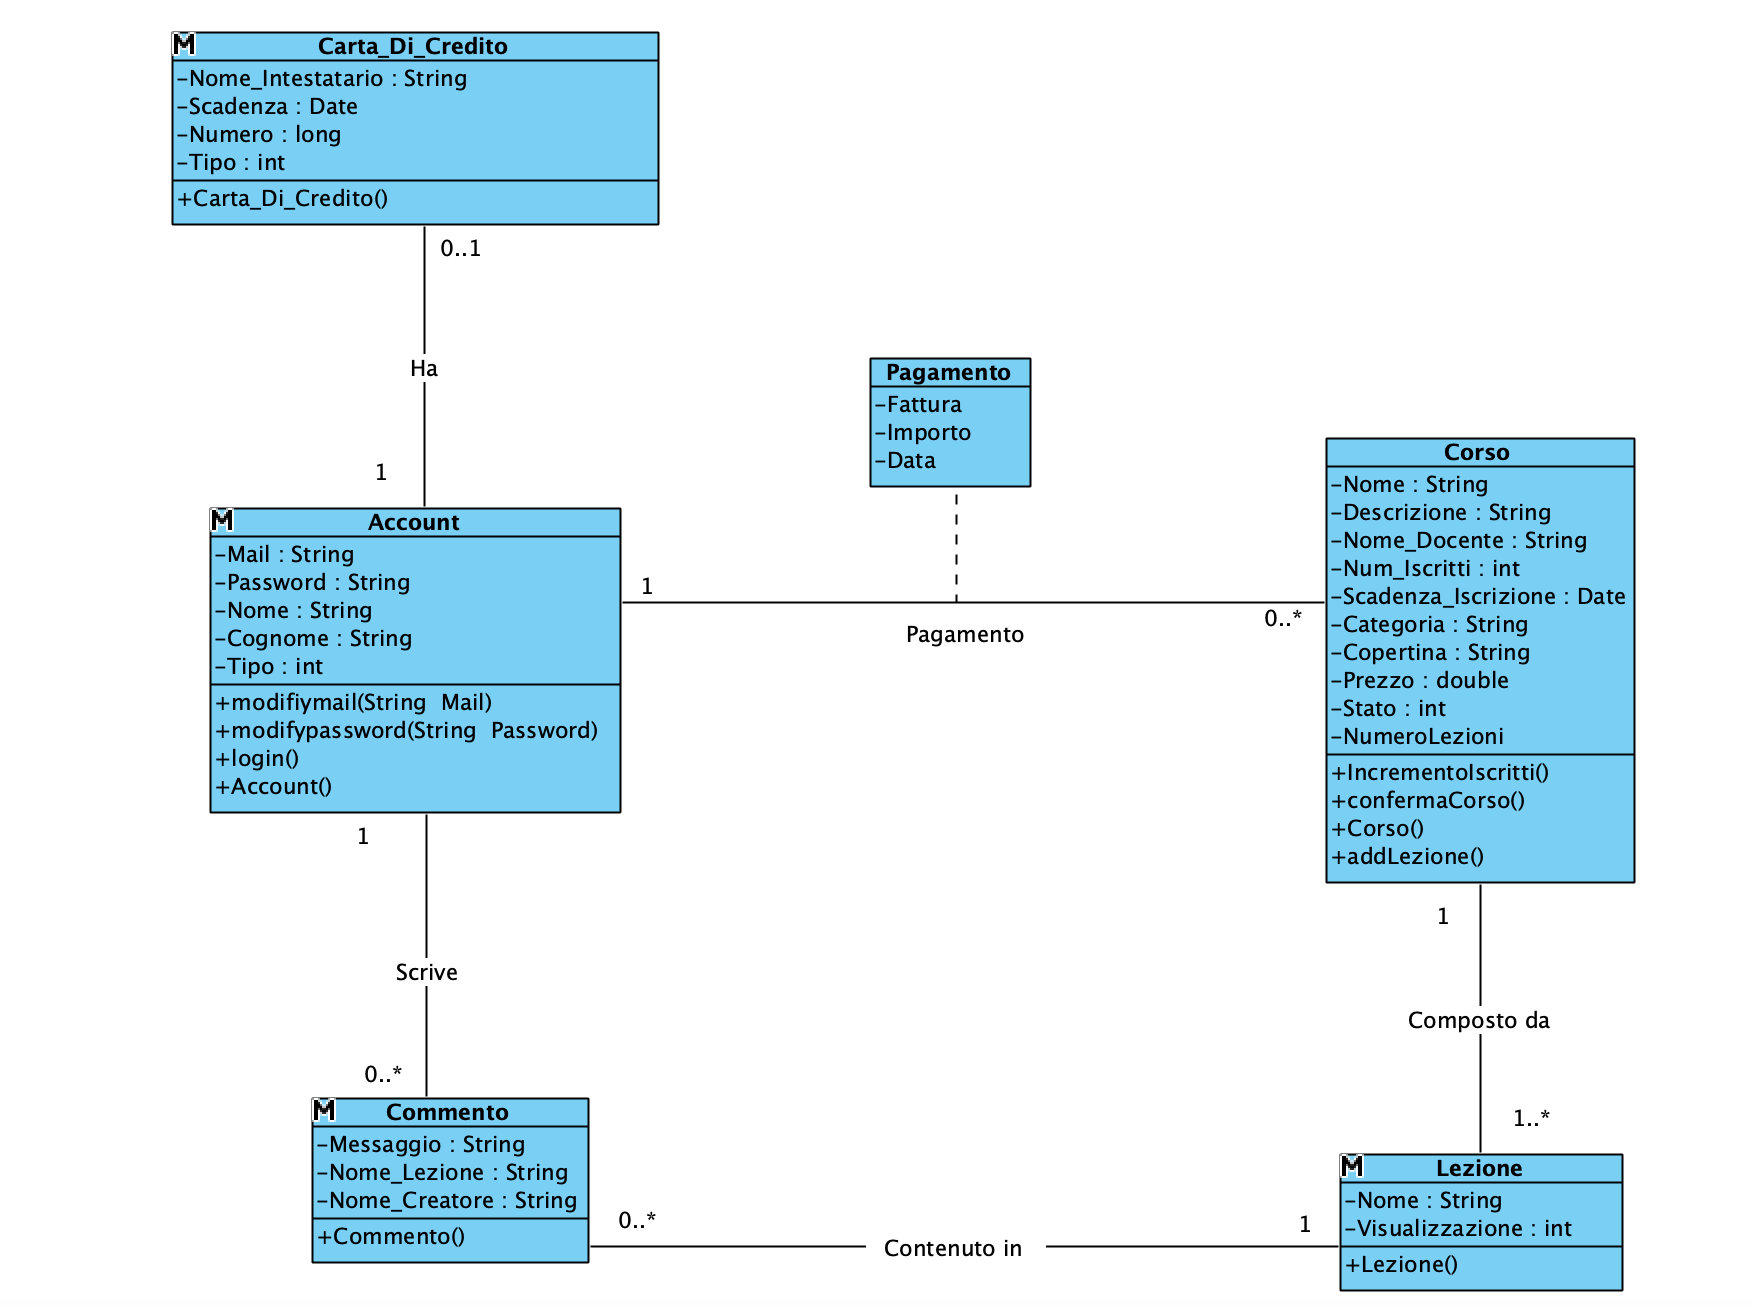 M
Carta_Di_Credito
-Nome_Intestatario : String
-Scadenza : Date
-Numero : long
-Tipo : int
+Carta_Di_Credito()
0..1
Ha
1
M
Account
-Mail : String
-Password : String
-Nome : String
-Cognome : String
-Tipo : int
+modifiymail(String Mail)
+modifypassword(String Password)
+login()
+Account()
1
Pagamento
0..*
Pagamento
-Fattura
-Importo
-Data
Corso
-Nome : String
-Descrizione : String
-Nome_Docente : String
-Num_Iscritti : int
-Scadenza_Iscrizione : Date
-Categoria : String
-Copertina : String
-Prezzo : double
-Stato : int
-NumeroLezioni
+IncrementoIscritti()
+confermaCorso()
+Corso()
+addLezione()
1
Scrive
0..*
1
Composto da
1..*
M
Commento
-Messaggio : String
-Nome_Lezione : String
-Nome_Creatore : String
+Commento()
0..*
Contenuto in
1
M
Lezione
-Nome : String
-Visualizzazione : int
+Lezione()